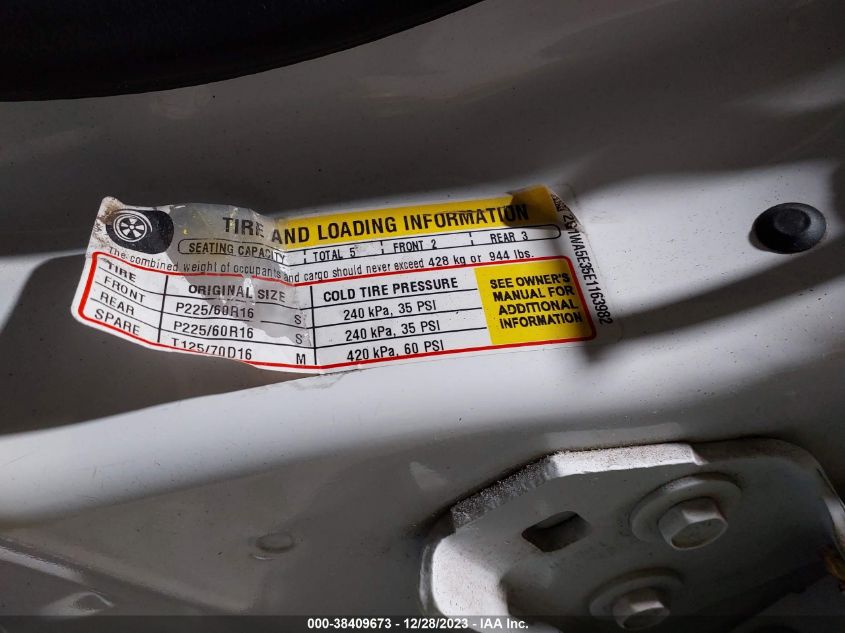 TIRE AND LOADING INFORMATION
SEATING CAPACITY TOTAL 5 FRONT 2 REAR 3
The combined weight of occupants and cargo should never exceed 428 kg or 944 lbs.
TIRE ORIGINAL SIZE COLD TIRE PRESSURE
FRONT P225/60R16 S 240 kPa, 35 PSI
REAR P225/60R16 S 240 kPa, 35 PSI
SPARE T125/70D16 M 420 kPa, 60 PSI
SEE OWNER'S
MANUAL FOR
ADDITIONAL
INFORMATION
2G1WA5E35E1163982
000-38409673 - 12/28/2023 - IAA Inc.